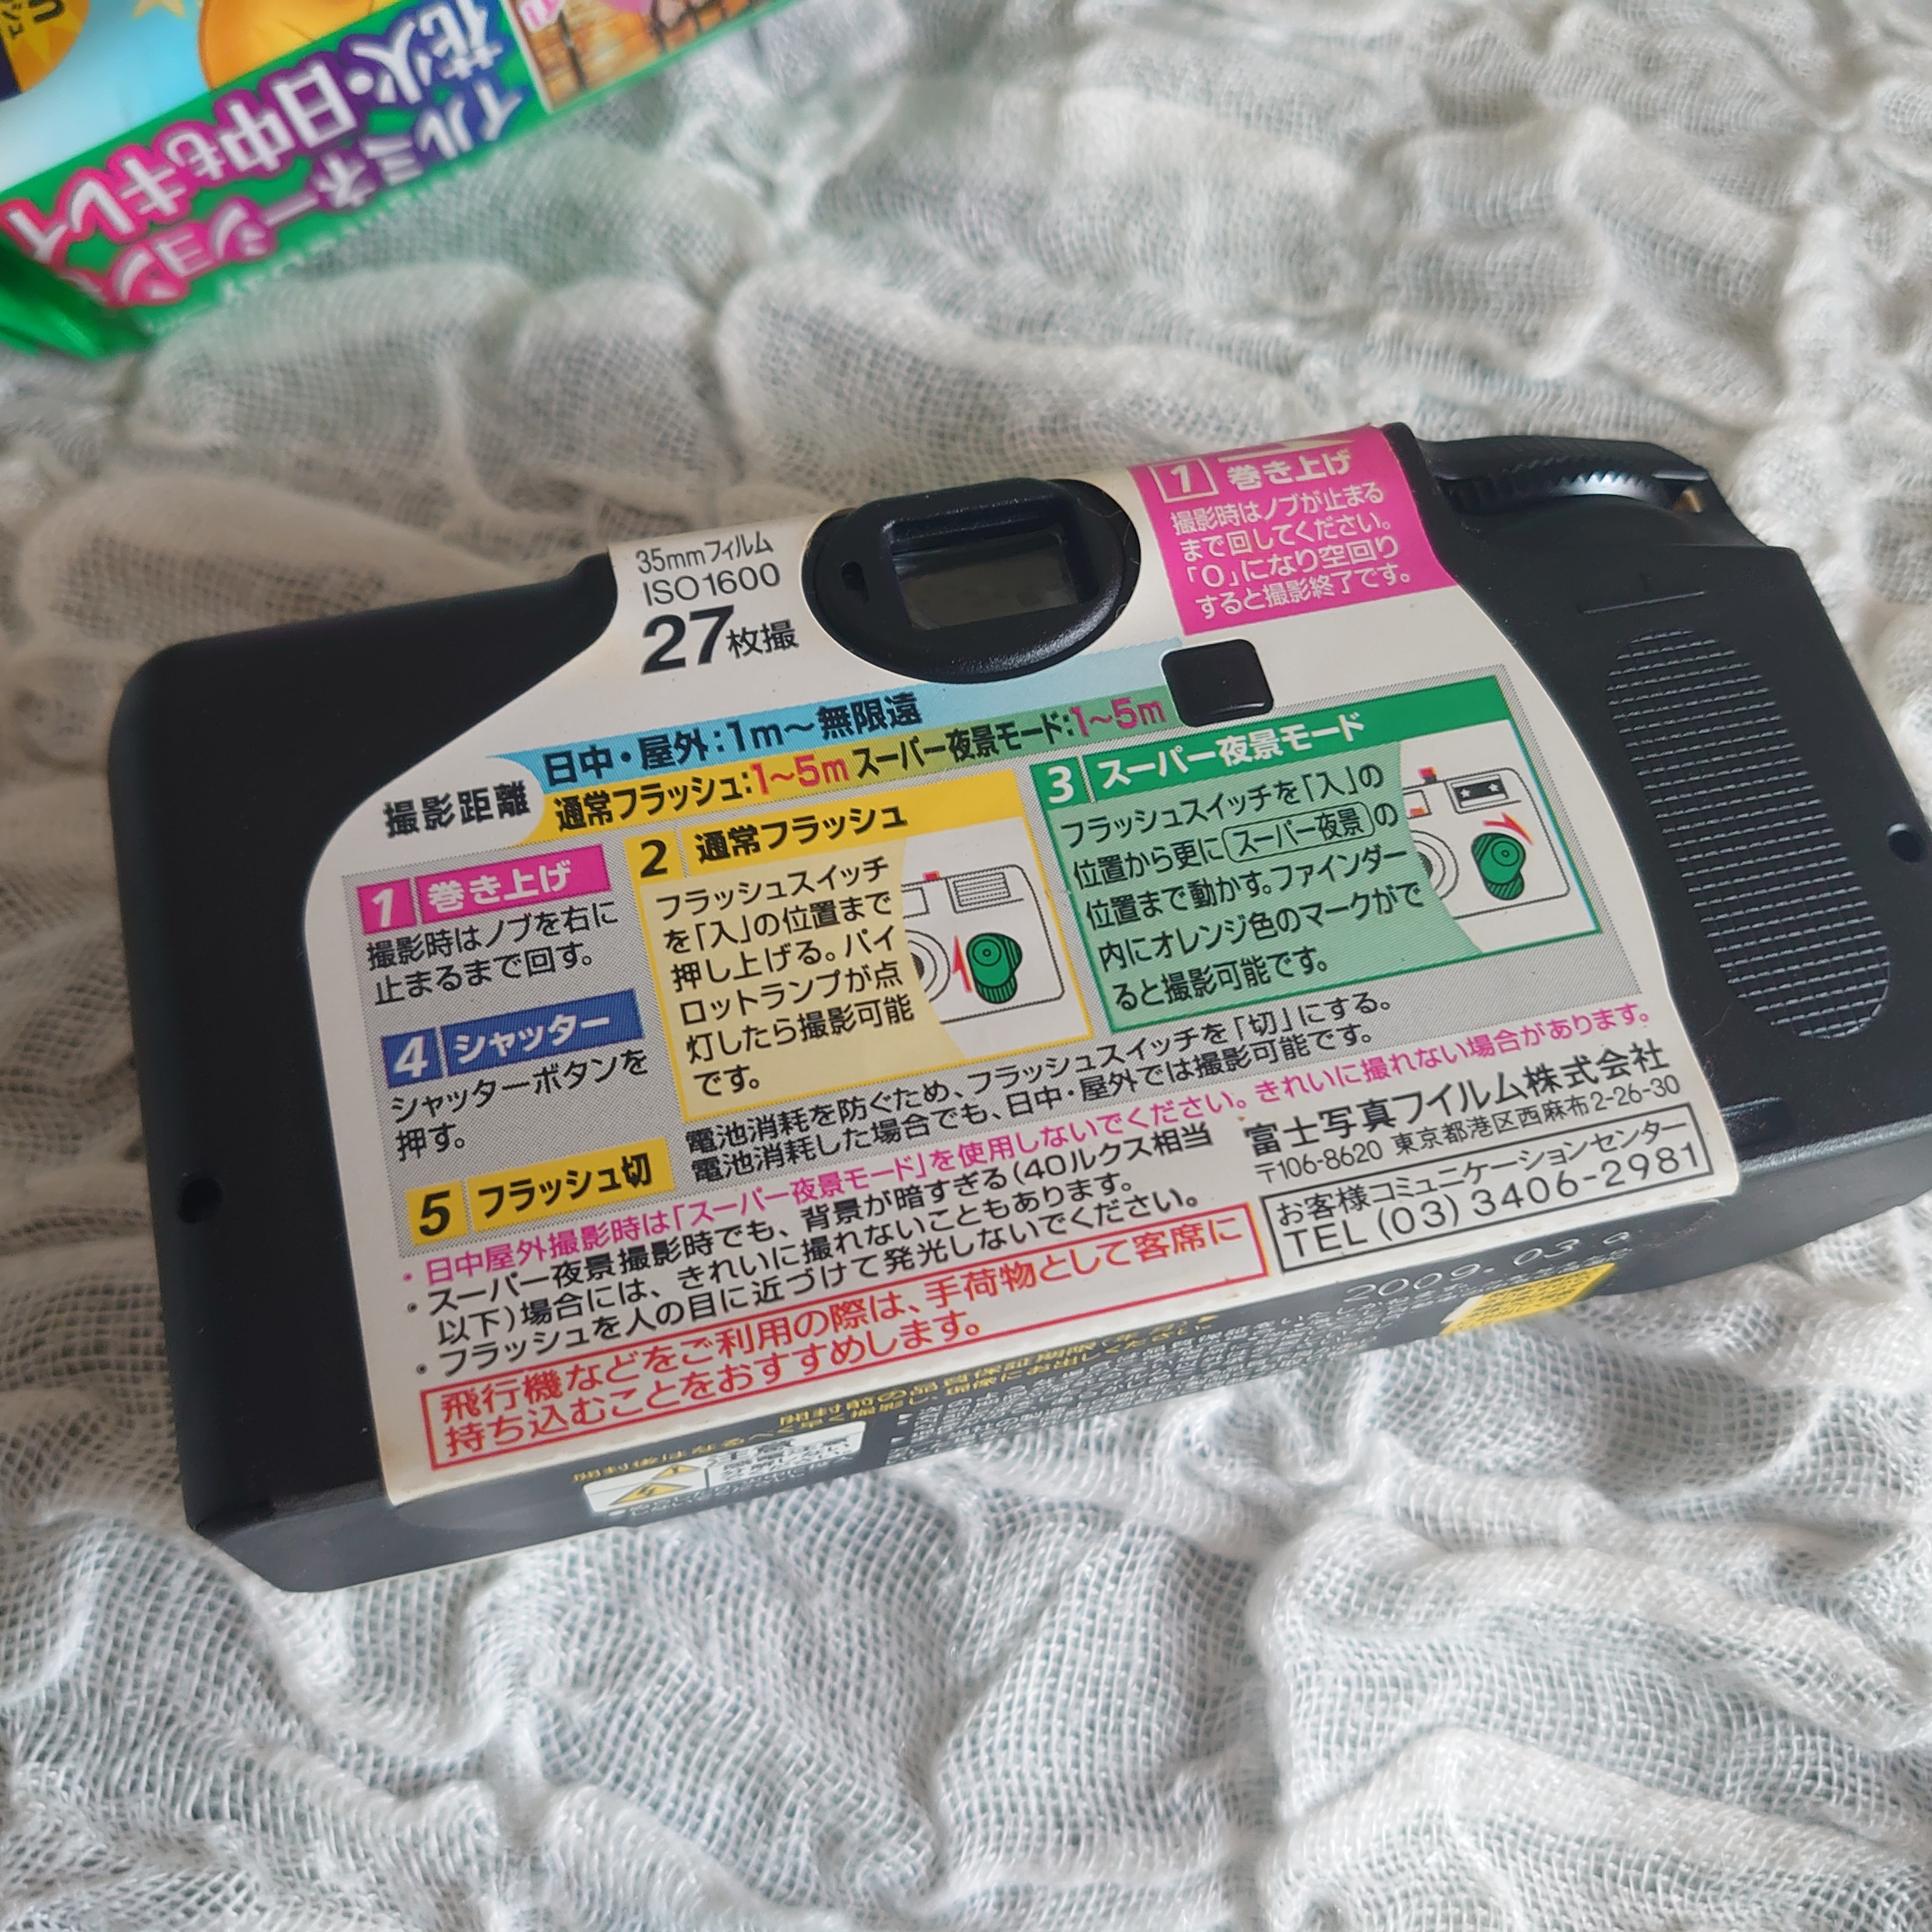 イルミネーション
花火・日中もキレイ
35mmフィルム
ISO1600
27枚撮
1 巻き上げ
撮影時はノブが止まる
まで回してください。
「0」になり空回り
すると撮影終了です。
撮影距離
日中・屋外:1m〜無限遠
通常フラッシュ:1〜5m スーパー夜景モード:1〜5m
1 巻き上げ
撮影時はノブを右に
止まるまで回す。
2 通常フラッシュ
フラッシュスイッチ
を「入」の位置まで
押し上げる。パイ
ロットランプが点
灯したら撮影可能
です。
3 スーパー夜景モード
フラッシュスイッチを「入」の
位置から更にスーパー夜景の
位置まで動かす。ファインダー
内にオレンジ色のマークがで
ると撮影可能です。
4 シャッター
シャッターボタンを
押す。
5 フラッシュ切
電池消耗を防ぐため、フラッシュスイッチを「切」にする。
電池消耗した場合でも、日中・屋外では撮影可能です。
・日中屋外撮影時は「スーパー夜景モード」を使用しないでください。きれいに撮れない場合があります。
・スーパー夜景撮影時でも、背景が暗すぎる(40ルクス相当
以下)場合には、きれいに撮れないこともあります。
・フラッシュを人の目に近づけて発光しないでください。
飛行機などをご利用の際は、手荷物として客席に
持ち込むことをおすすめします。
富士写真フイルム株式会社
〒106-8620 東京都港区西麻布2-26-30
お客様コミュニケーションセンター
TEL (03) 3406-2981
2009.03
開封前の品質保証期限